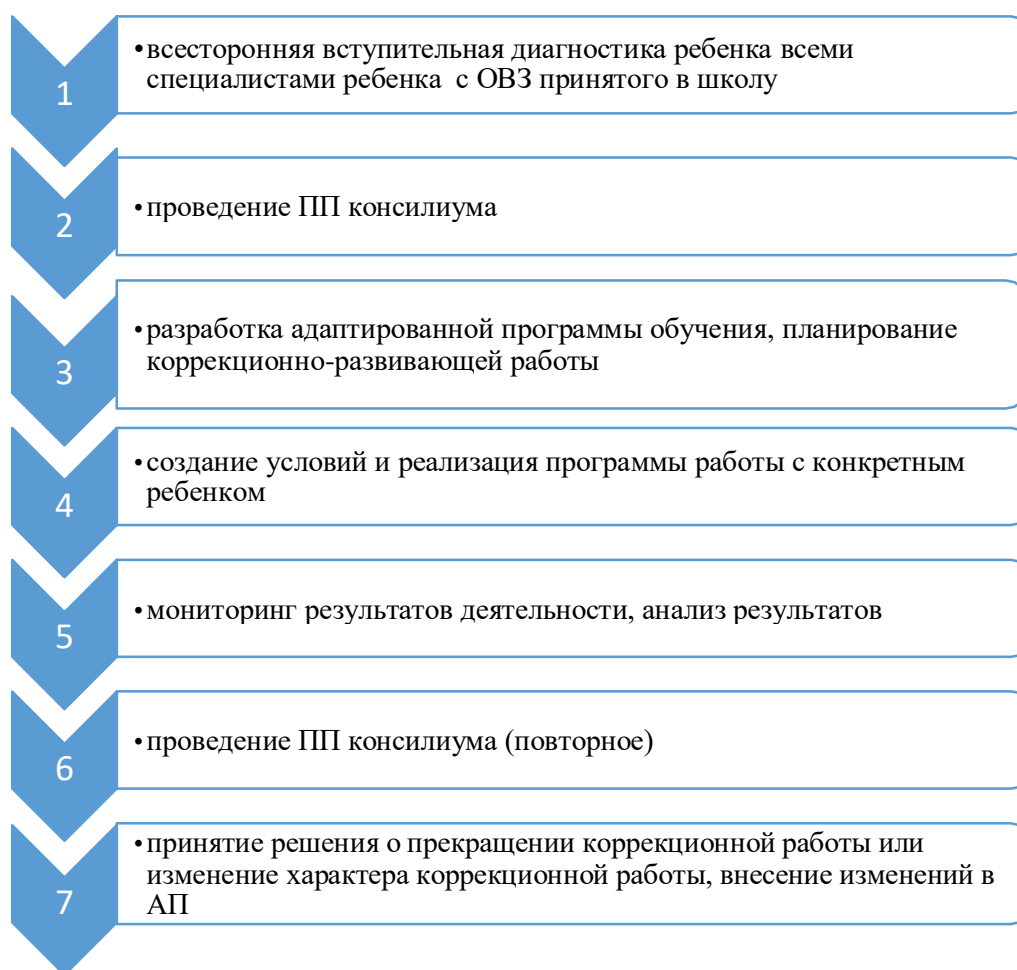 1
•всесторонняя вступительная диагностика ребенка всеми
специалистами ребенка с ОВЗ принятого в школу
2
•проведение ПП консилиума
3
•разработка адаптированной программы обучения, планирование
коррекционно-развивающей работы
4
•создание условий и реализация программы работы с конкретным
ребенком
5
•мониторинг результатов деятельности, анализ результатов
6
•проведение ПП консилиума (повторное)
7
•принятие решения о прекращении коррекционной работы или
изменение характера коррекционной работы, внесение изменений в
АП